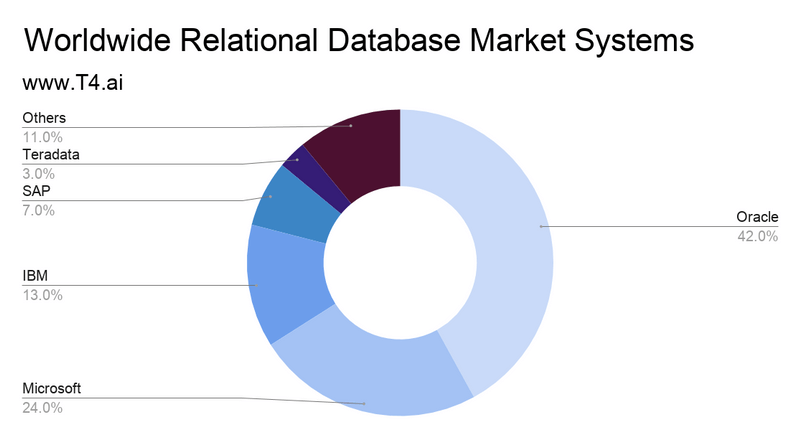 Worldwide Relational Database Market Systems
www.T4.ai
Others
11.0%
Teradata
3.0%
SAP
7.0%
IBM
13.0%
Microsoft
24.0%
Oracle
42.0%